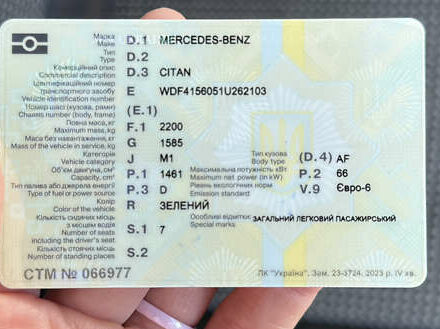 Марка
Make D.1 MERCEDES-BENZ
Тип
Type D.2
Комерційний опис
Commercial description D.3 CITAN
Ідентифікаційний номер
транспортного засобу E WDF4156051U262103
Vehicle identification number
Номер шасі (кузова, рами) (E.1)
Chassis number (body, frame)
Повна маса, кг F.1 2200
Maximum mass, kg
Маса без навантаження, кг G 1585
Mass of the vehicle in service, kg
Категорія J M1 Тип кузова (D.4) AF
Vehicle category Body type
Об'єм двигуна, см³ P.1 1461 Максимальна потужність кВт P.2 66
Capacity, cm³ Maximum net power (in kW)
Тип палива або джерела енергії P.3 D Рівень екологічних норм V.9 Євро-6
Type of fuel or power source Emission standard
Колір R ЗЕЛЕНИЙ
Color of the vehicle
Кількість сидячих місць Особливі відмітки ЗАГАЛЬНИЙ ЛЕГКОВИЙ ПАСАЖИРСЬКИЙ
з місцем водія S.1 7 Special marks
Number of seats
including the driver's seat
Кількість стоячих місць S.2
Number of standing places
СТМ № 066977
ПК "Україна". Зам. 23-3724. 2023 р. IV кв.